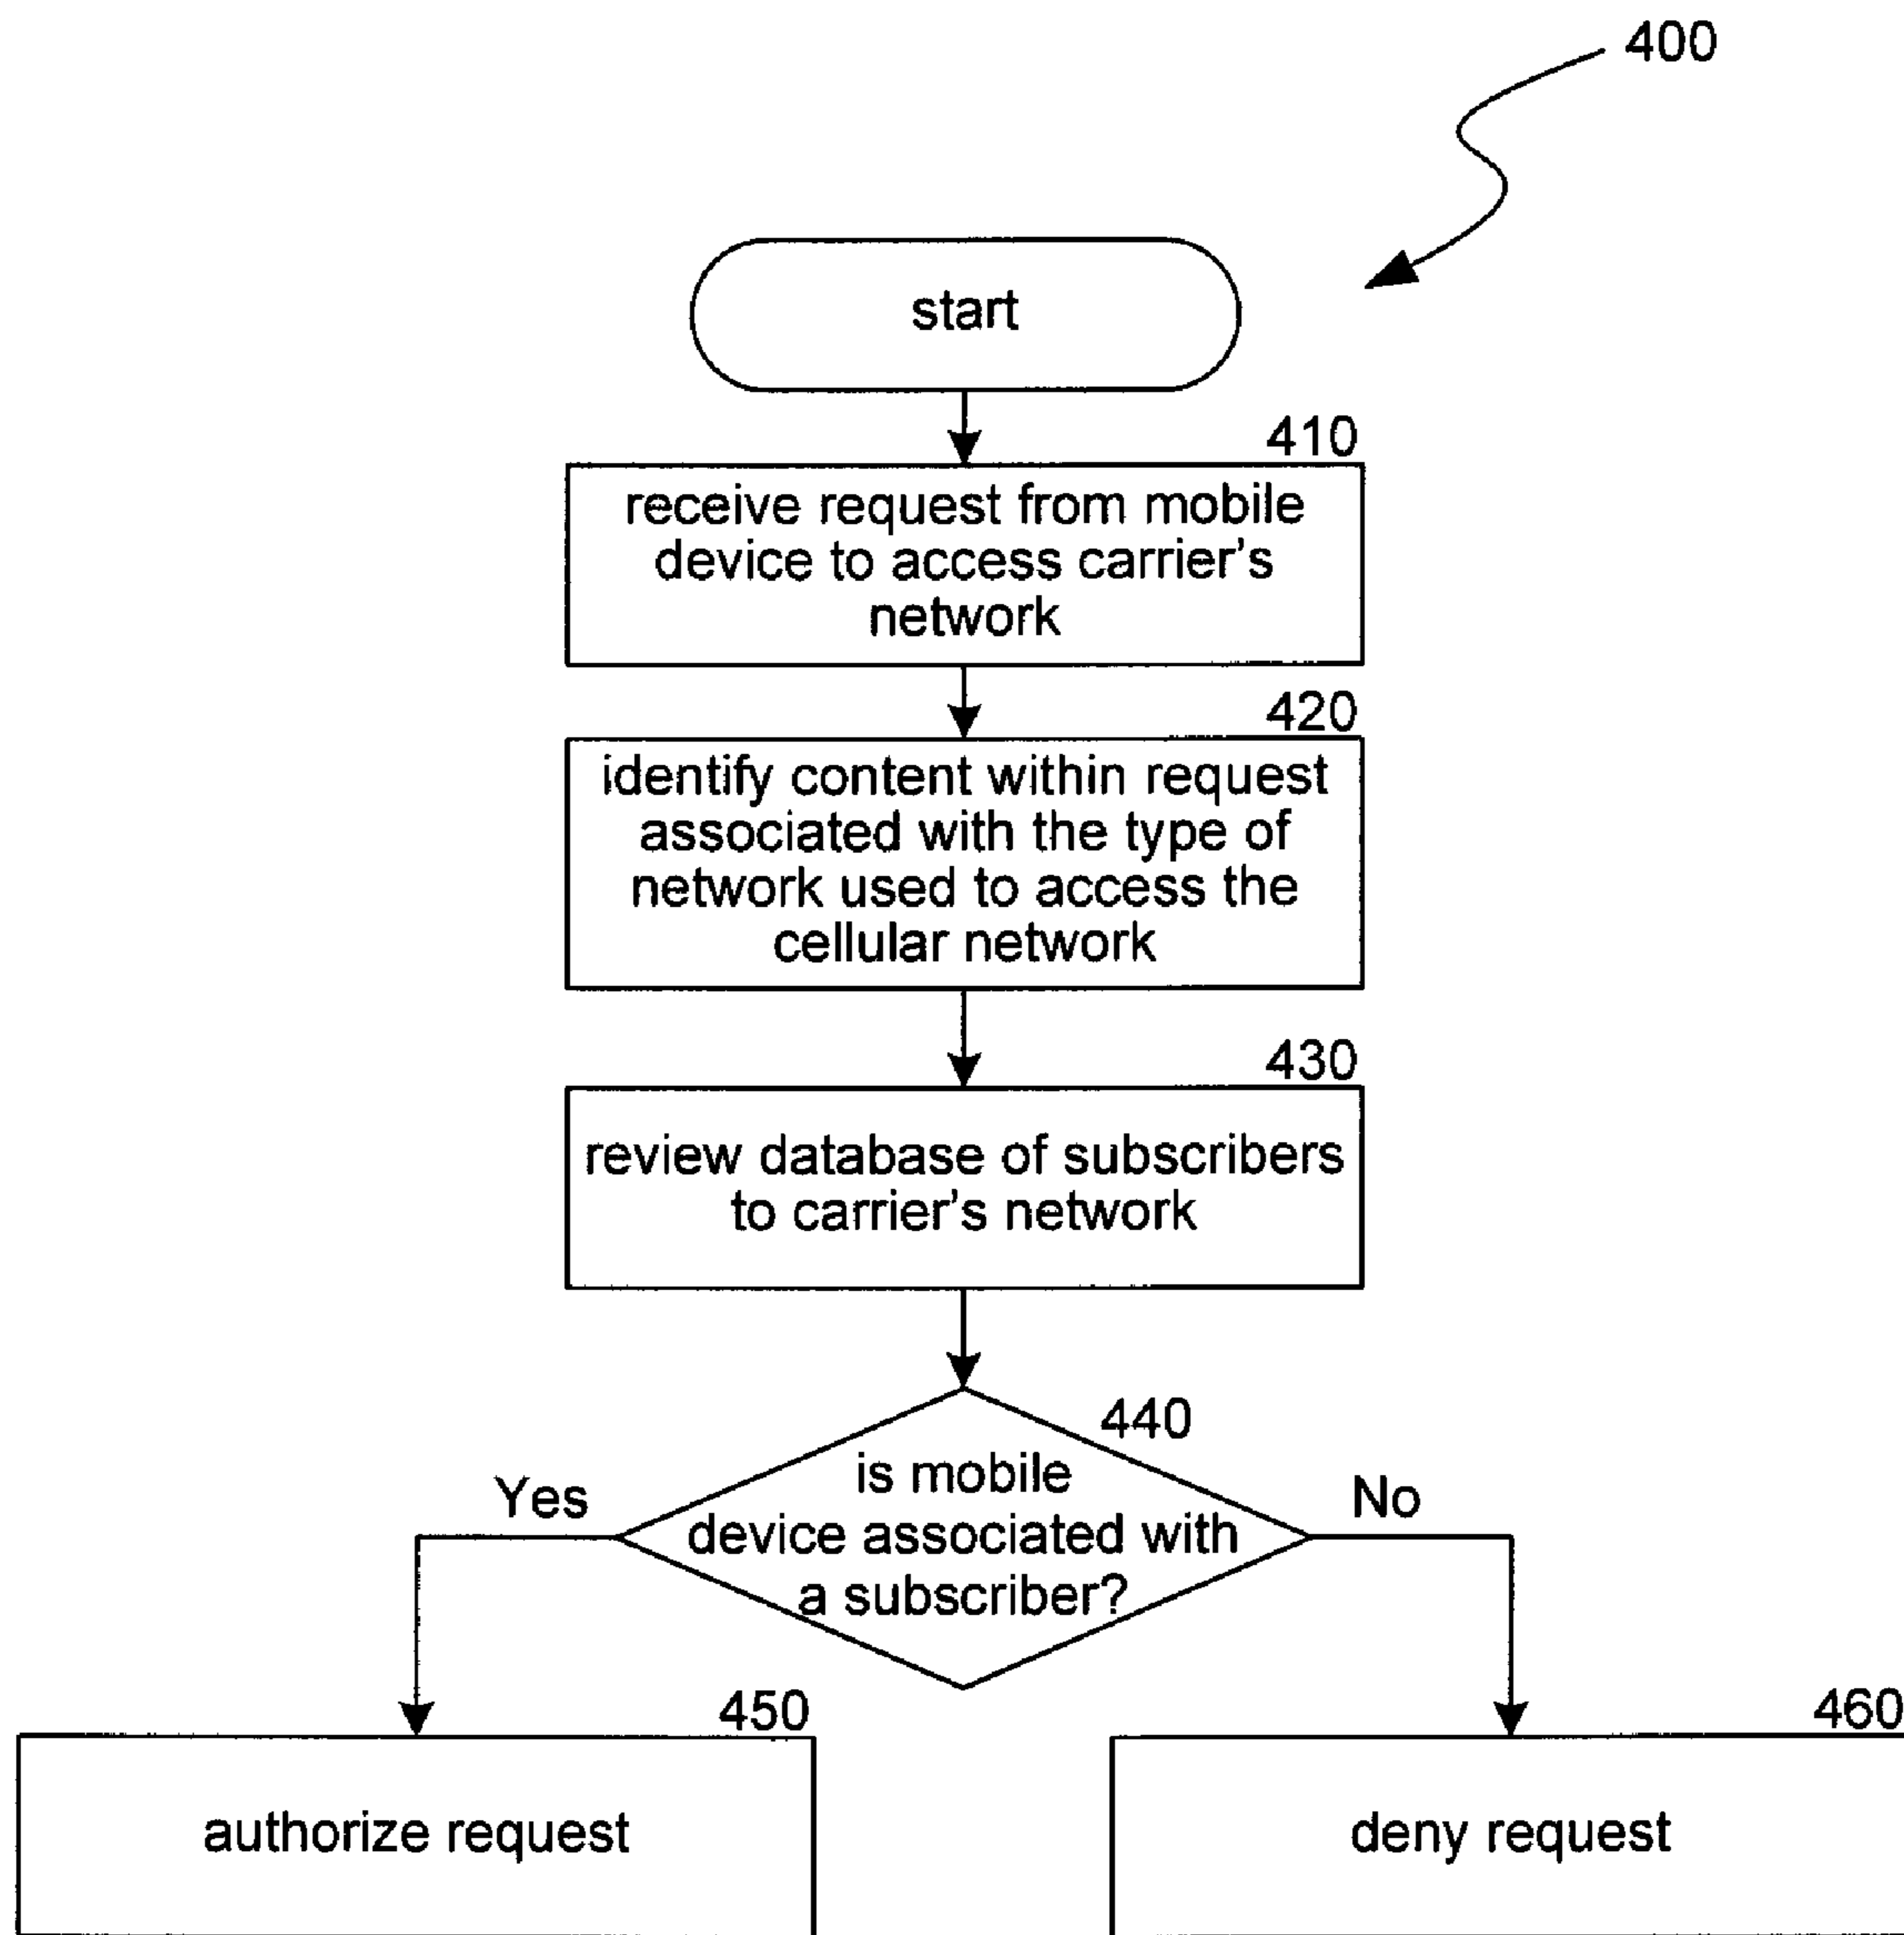 400
start
410
receive request from mobile
device to access carrier's
network
420
identify content within request
associated with the type of
network used to access the
cellular network
430
review database of subscribers
to carrier's network
440
is mobile
device associated with
a subscriber?
Yes
No
450
authorize request
460
deny request